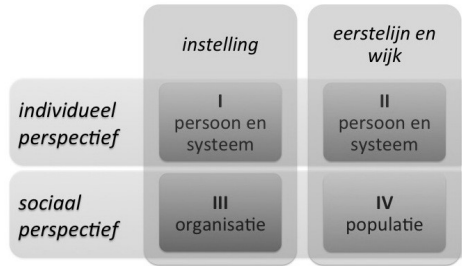 instelling
eerstelijn en
wijk
individueel
perspectief
I
persoon en
systeem
II
persoon en
systeem
sociaal
perspectief
III
organisatie
IV
populatie